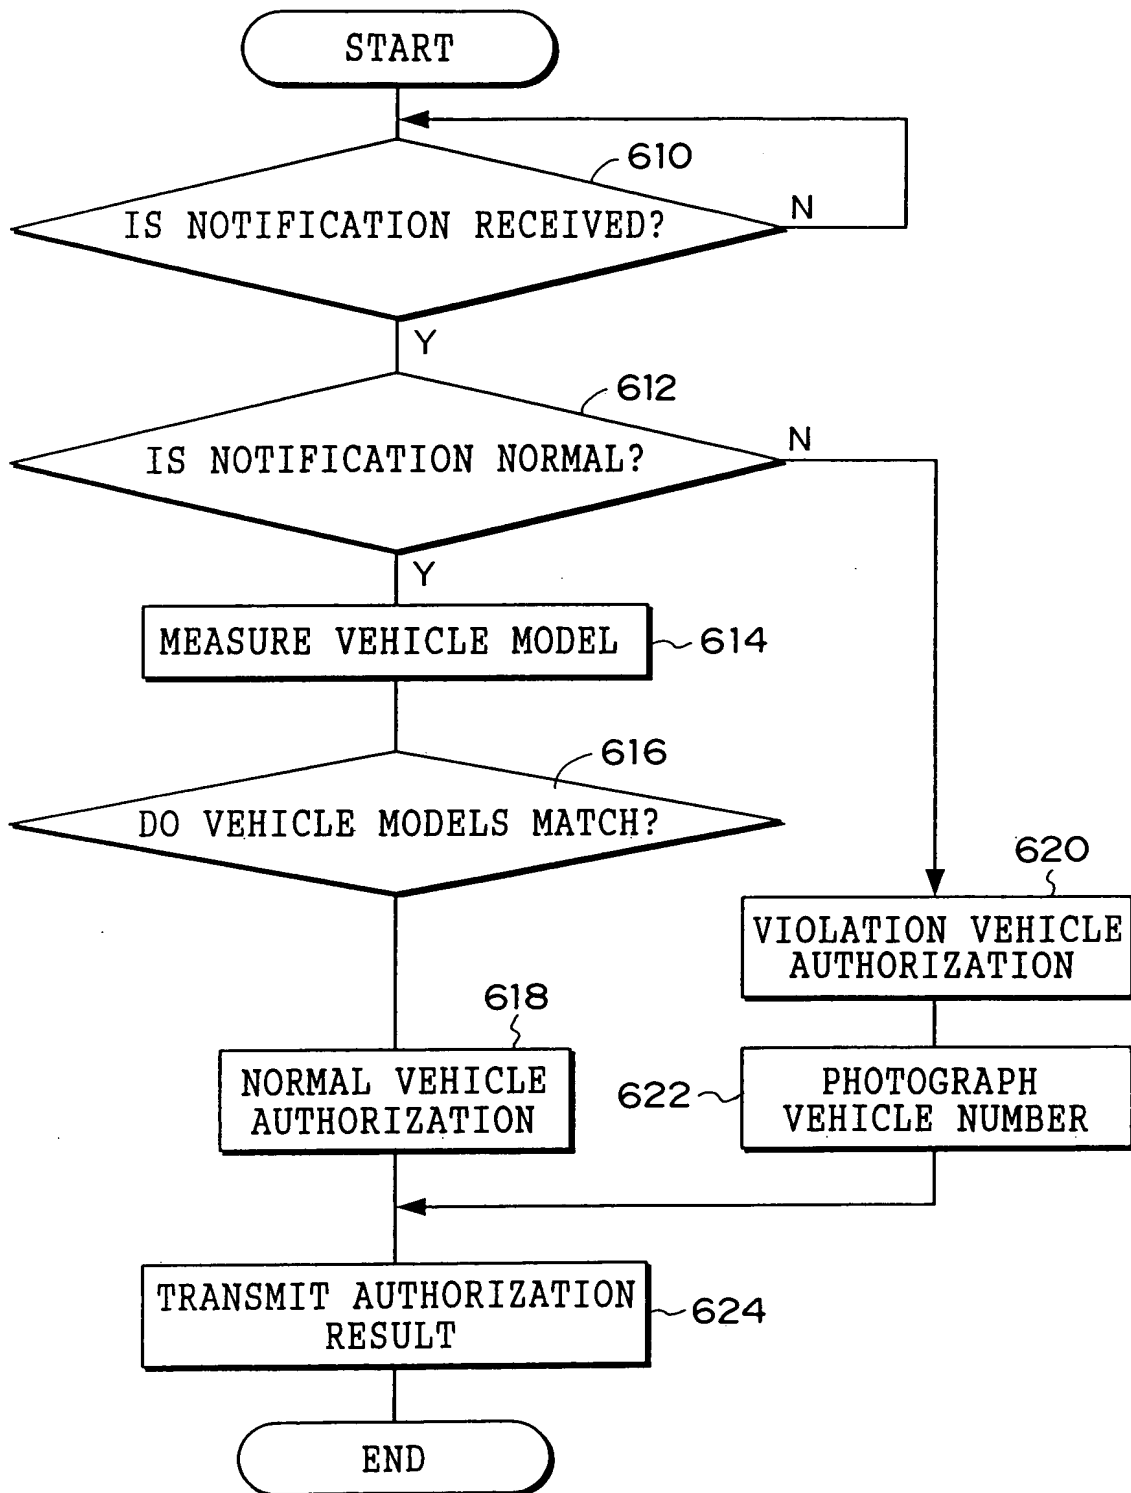 START
610
IS NOTIFICATION RECEIVED?
N
Y
612
IS NOTIFICATION NORMAL?
N
Y
MEASURE VEHICLE MODEL
614
616
DO VEHICLE MODELS MATCH?
620
VIOLATION VEHICLE
AUTHORIZATION
618
NORMAL VEHICLE
AUTHORIZATION
622
PHOTOGRAPH
VEHICLE NUMBER
TRANSMIT AUTHORIZATION
RESULT
624
END